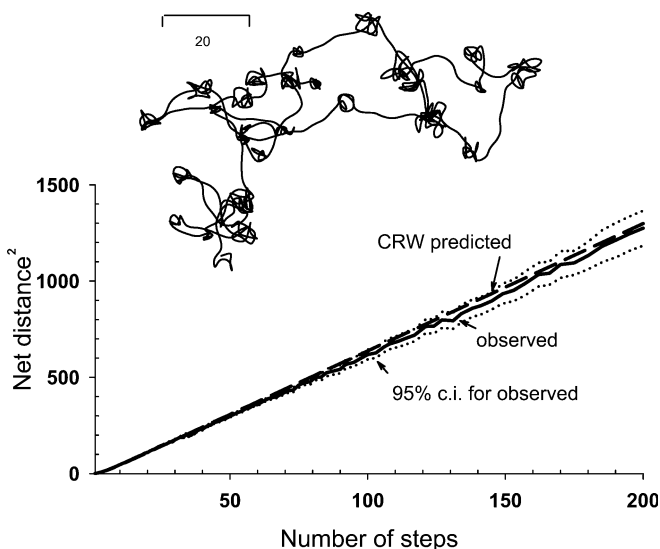 20
1500
CRW predicted
1000
observed
500
95% c.i. for observed
0
50
100
150
200
Net distance²
Number of steps